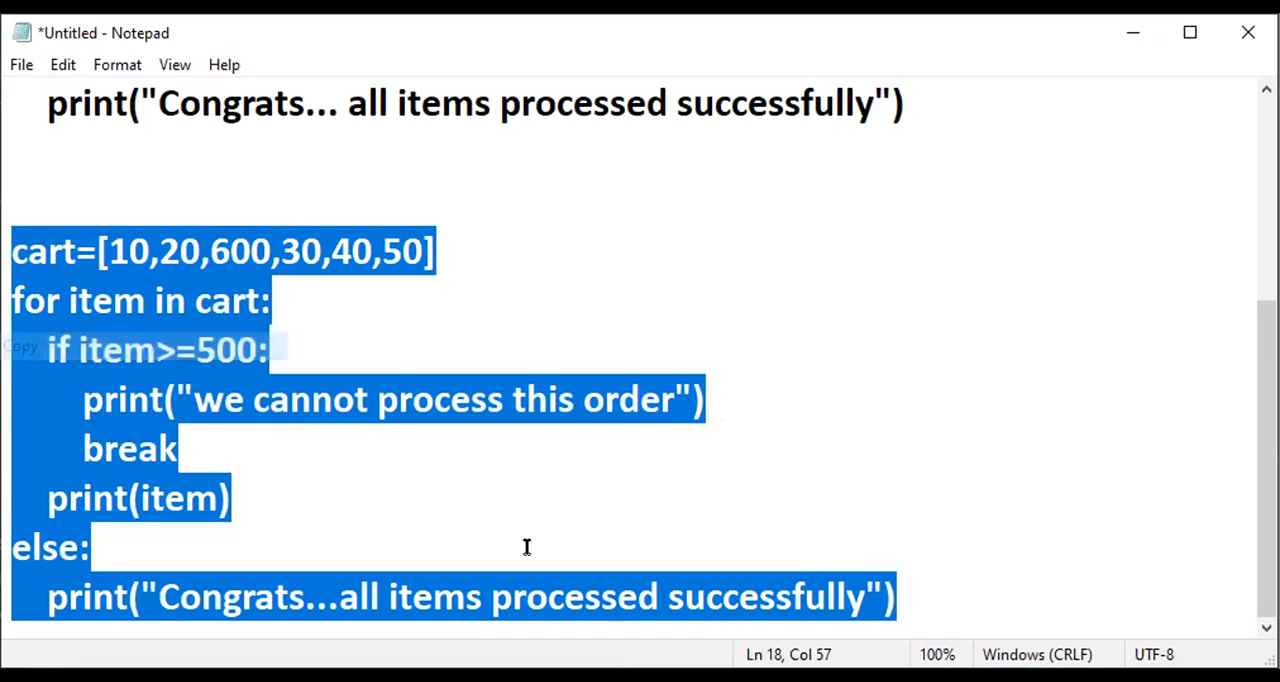 *Untitled - Notepad
File Edit Format View Help
    print("Congrats... all items processed successfully")
cart=[10,20,600,30,40,50]
for item in cart:
Copy
    if item>=500:
        print("we cannot process this order")
        break
    print(item)
else:
    print("Congrats...all items processed successfully")
Ln 18, Col 57 100% Windows (CRLF) UTF-8